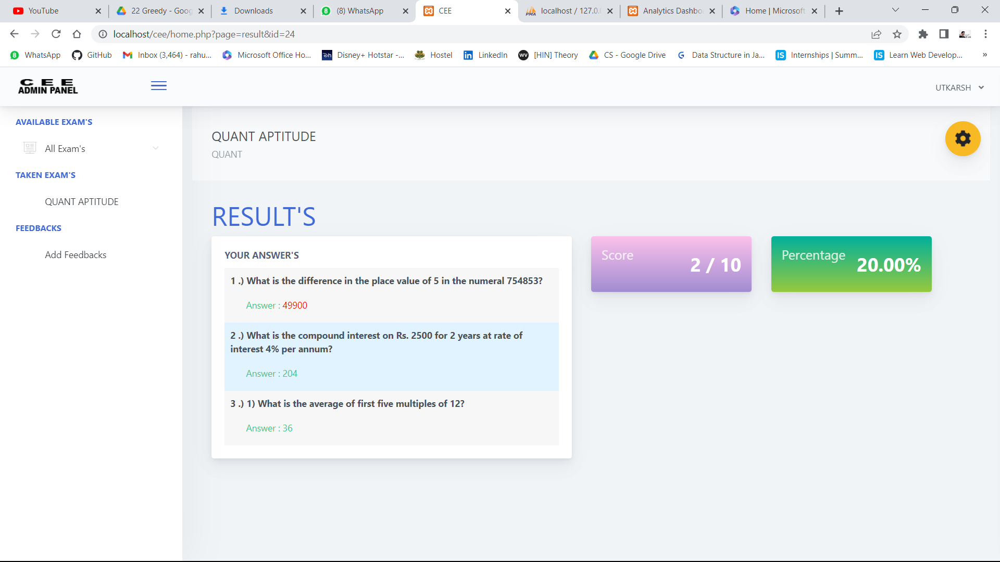 YouTube
22 Greedy - Goog
Downloads
(8) WhatsApp
CEE
localhost / 127.0.
Analytics Dashbo
Home | Microsoft
localhost/cee/home.php?page=result&id=24
WhatsApp
GitHub
Inbox (3,464) - rahu...
Microsoft Office Ho...
Disney+ Hotstar -...
Hostel
LinkedIn
[HIN] Theory
CS - Google Drive
Data Structure in Ja...
Internships | Summ...
Learn Web Develop...
»
CEE
ADMIN PANEL
UTKARSH
AVAILABLE EXAM'S
All Exam's
TAKEN EXAM'S
QUANT APTITUDE
FEEDBACKS
Add Feedbacks
QUANT APTITUDE
QUANT
RESULT'S
YOUR ANSWER'S
1 .) What is the difference in the place value of 5 in the numeral 754853?
Answer : 49900
2 .) What is the compound interest on Rs. 2500 for 2 years at rate of
interest 4% per annum?
Answer : 204
3 .) 1) What is the average of first five multiples of 12?
Answer : 36
Score
2 / 10
Percentage
20.00%